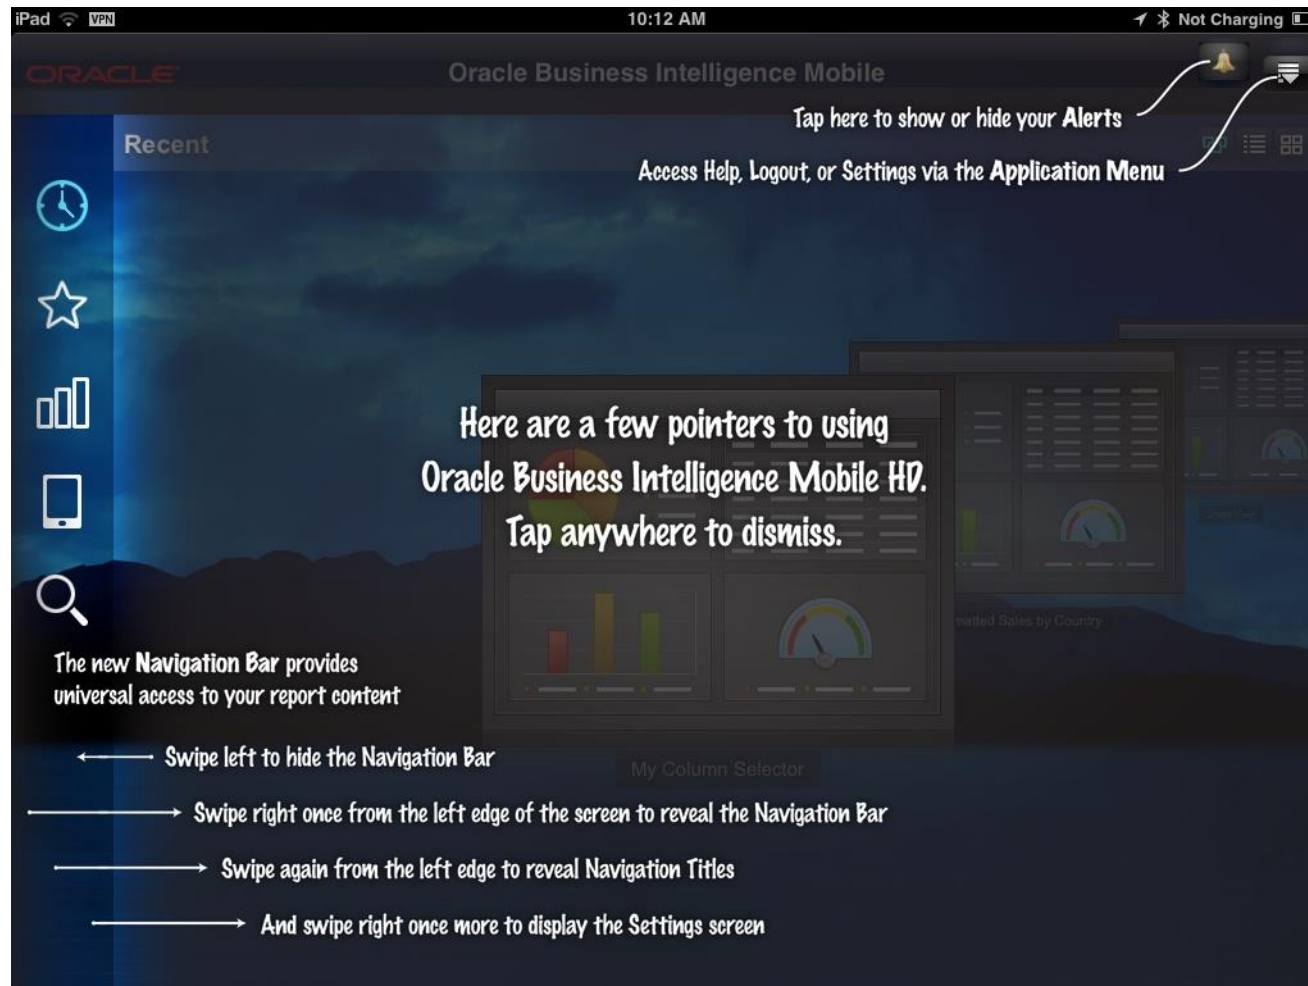 iPad VPN 10:12 AM Not Charging
ORACLE
Oracle Business Intelligence Mobile
Tap here to show or hide your Alerts
Recent
Access Help, Logout, or Settings via the Application Menu
Here are a few pointers to using
Oracle Business Intelligence Mobile HD.
Tap anywhere to dismiss.
Sales by Country
The new Navigation Bar provides
universal access to your report content
Swipe left to hide the Navigation Bar
My Column Selector
Swipe right once from the left edge of the screen to reveal the Navigation Bar
Swipe again from the left edge to reveal Navigation Titles
And swipe right once more to display the Settings screen